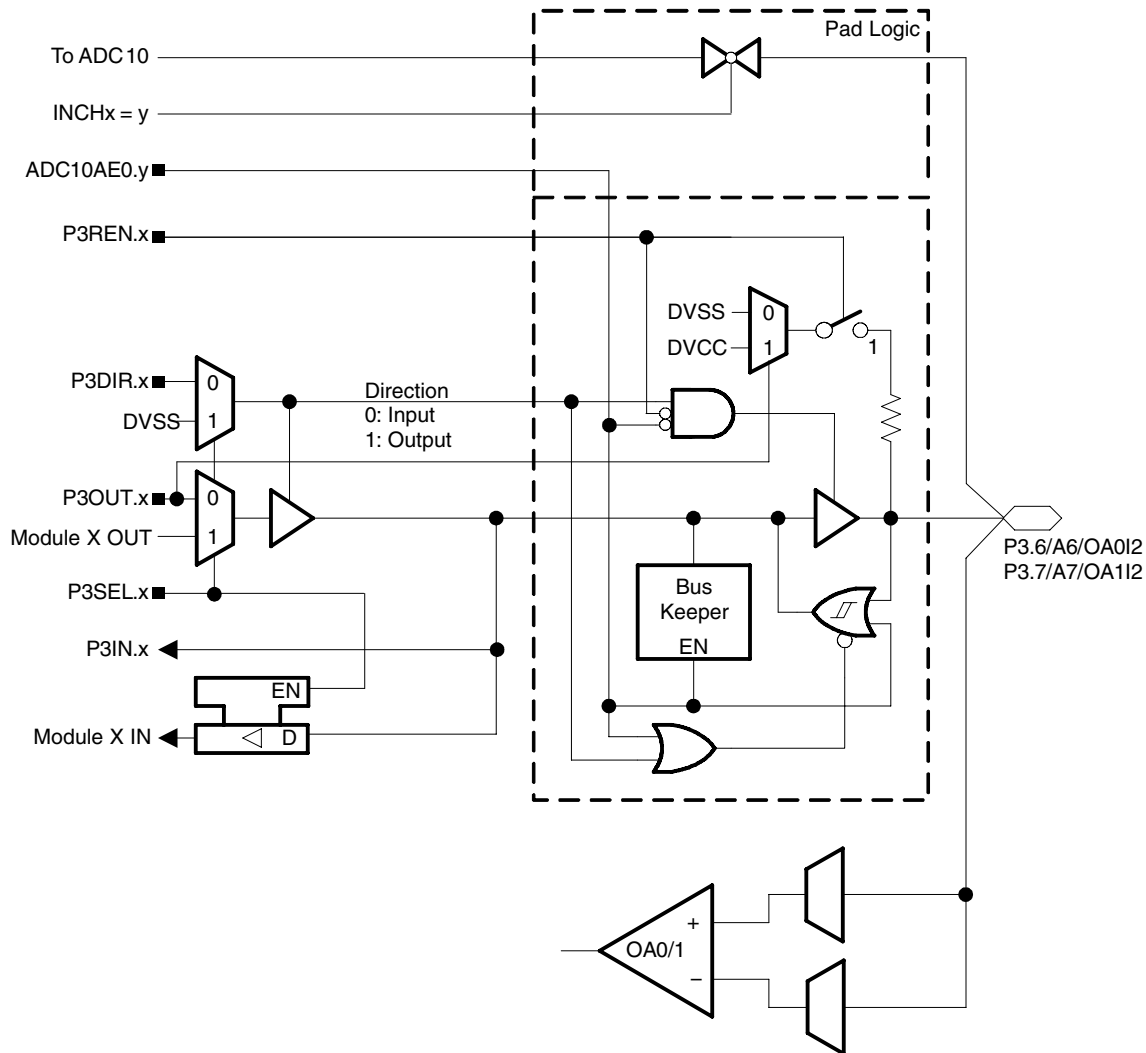 Pad Logic
To ADC10
INCHx = y
ADC10AE0.y
P3REN.x
DVSS
0
DVCC
1
1
P3DIR.x
0
DVSS
1
Direction
0: Input
1: Output
P3OUT.x
0
Module X OUT
1
P3SEL.x
P3IN.x
EN
Module X IN
D
Bus
Keeper
EN
P3.6/A6/OA0I2
P3.7/A7/OA1I2
+
OA0/1
−